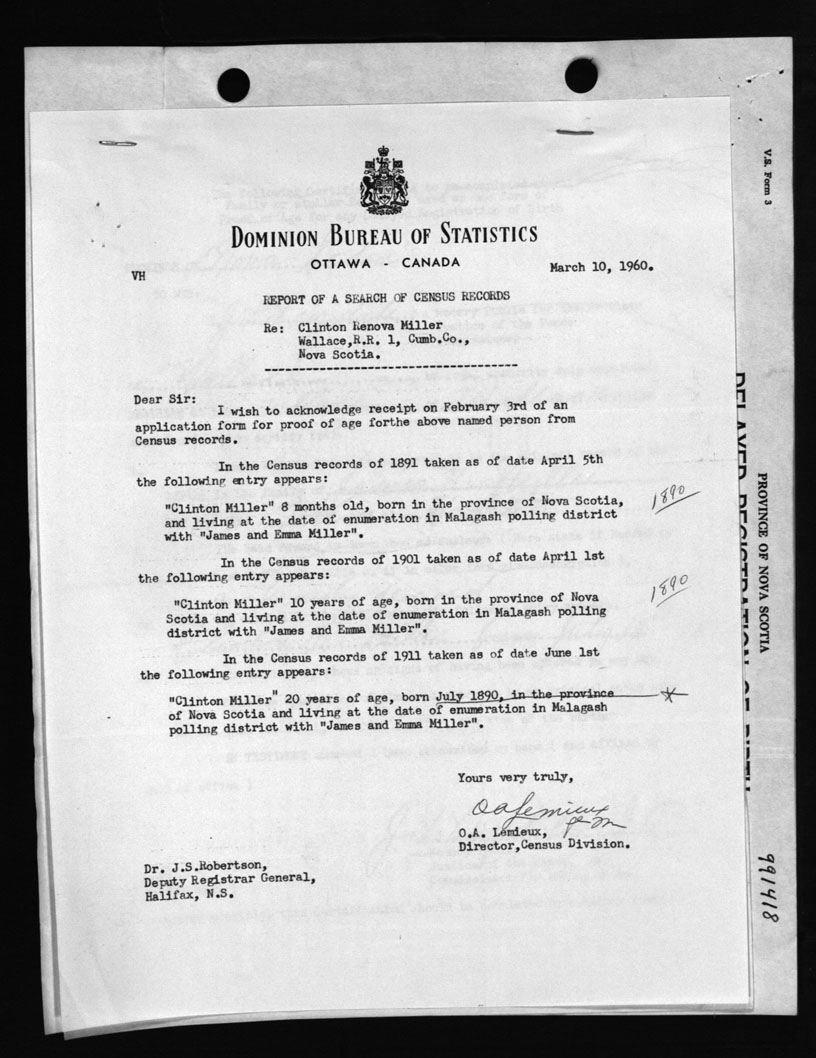 DOMINION BUREAU OF STATISTICS
OTTAWA - CANADA
VH
March 10, 1960.
REPORT OF A SEARCH OF CENSUS RECORDS
Re: Clinton Renova Miller
Wallace,R.R. 1, Cumb.Co.,
Nova Scotia.
Dear Sir:
I wish to acknowledge receipt on February 3rd of an
application form for proof of age forthe above named person from
Census records.
In the Census records of 1891 taken as of date April 5th
the following entry appears:
"Clinton Miller" 8 months old, born in the province of Nova Scotia,
and living at the date of enumeration in Malagash polling district
with "James and Emma Miller".
1890
In the Census records of 1901 taken as of date April 1st
the following entry appears:
"Clinton Miller" 10 years of age, born in the province of Nova
Scotia and living at the date of enumeration in Malagash polling
district with "James and Emma Miller".
1890
In the Census records of 1911 taken as of date June 1st
the following entry appears:
"Clinton Miller" 20 years of age, born July 1890, in the province
of Nova Scotia and living at the date of enumeration in Malagash
polling district with "James and Emma Miller".
Yours very truly,
O A Lemieux
O.A. Lemieux,
Director,Census Division.
Dr. J.S.Robertson,
Deputy Registrar General,
Halifax, N.S.
V.S. Form 3
PROVINCE OF NOVA SCOTIA
DELAYED REGISTRATION OF BIRTH
991418